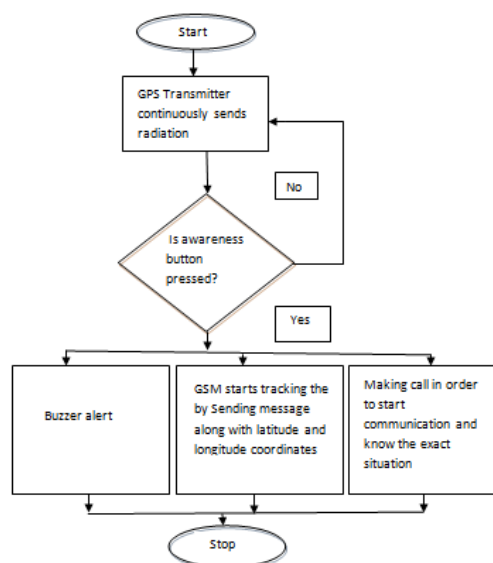 Start
GPS Transmitter
continuously sends
radiation
No
Is awareness
button
pressed?
Yes
Buzzer alert
GSM starts tracking the
by Sending message
along with latitude and
longitude coordinates
Making call in order
to start
communication and
know the exact
situation
Stop